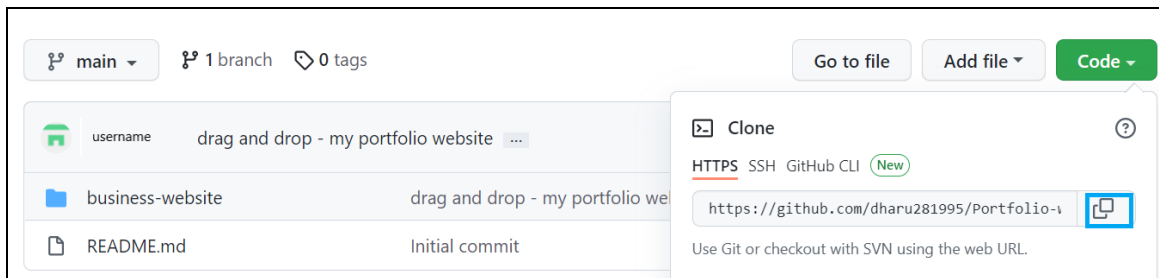 main 1 branch 0 tags Go to file Add file Code
username drag and drop - my portfolio website ...
Clone
HTTPS SSH GitHub CLI New
business-website drag and drop - my portfolio we
https://github.com/dharu281995/Portfolio-
README.md Initial commit
Use Git or checkout with SVN using the web URL.